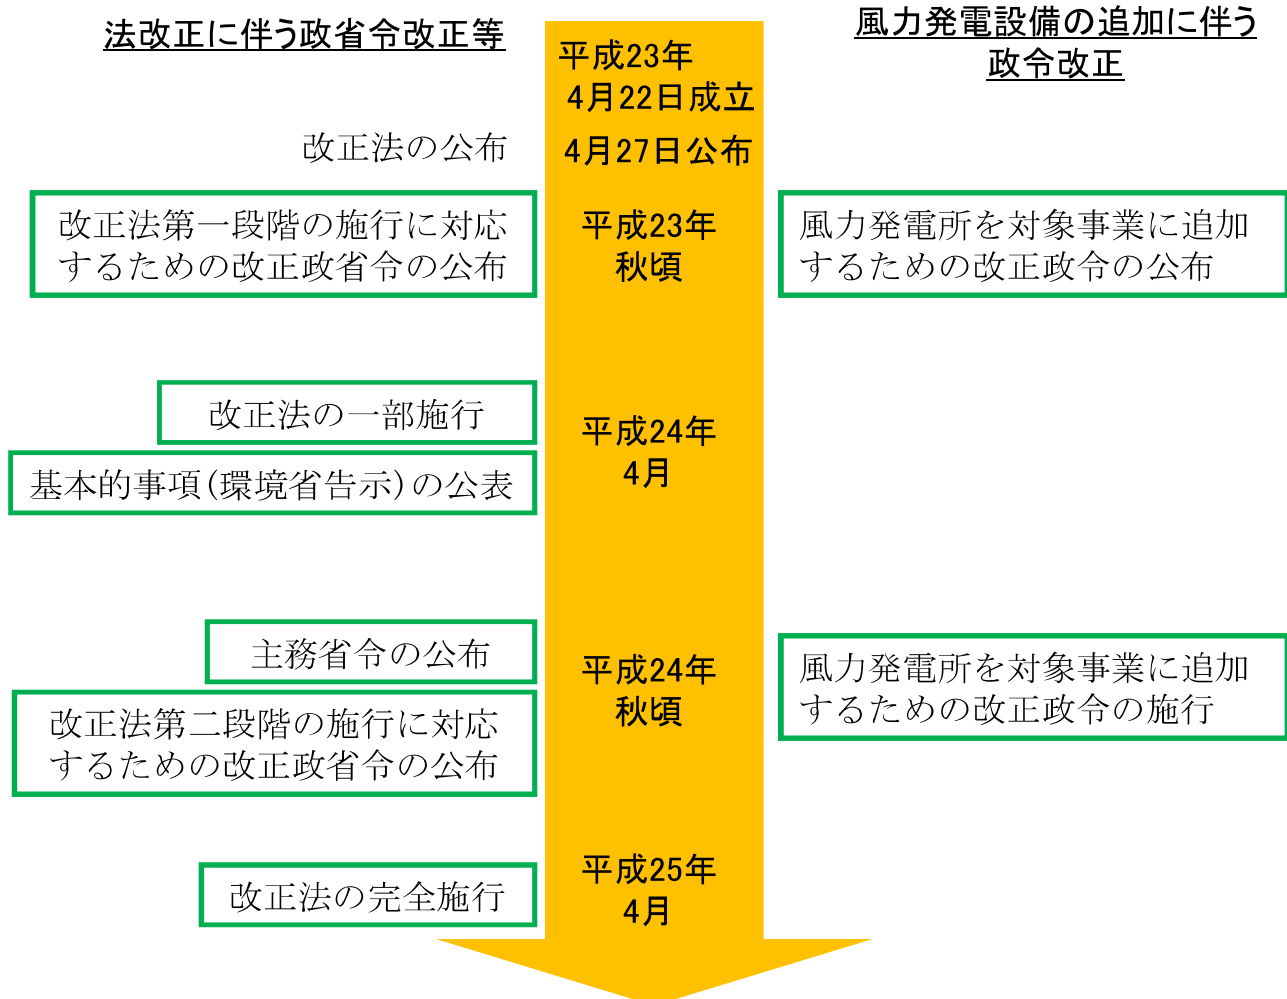 法改正に伴う政省令改正等
風力発電設備の追加に伴う
政令改正
平成23年
4月22日成立
改正法の公布
4月27日公布
改正法第一段階の施行に対応
するための改正政省令の公布
平成23年
秋頃
風力発電所を対象事業に追加
するための改正政令の公布
改正法の一部施行
基本的事項(環境省告示)の公表
平成24年
4月
主務省令の公布
改正法第二段階の施行に対応
するための改正政省令の公布
平成24年
秋頃
風力発電所を対象事業に追加
するための改正政令の施行
改正法の完全施行
平成25年
4月